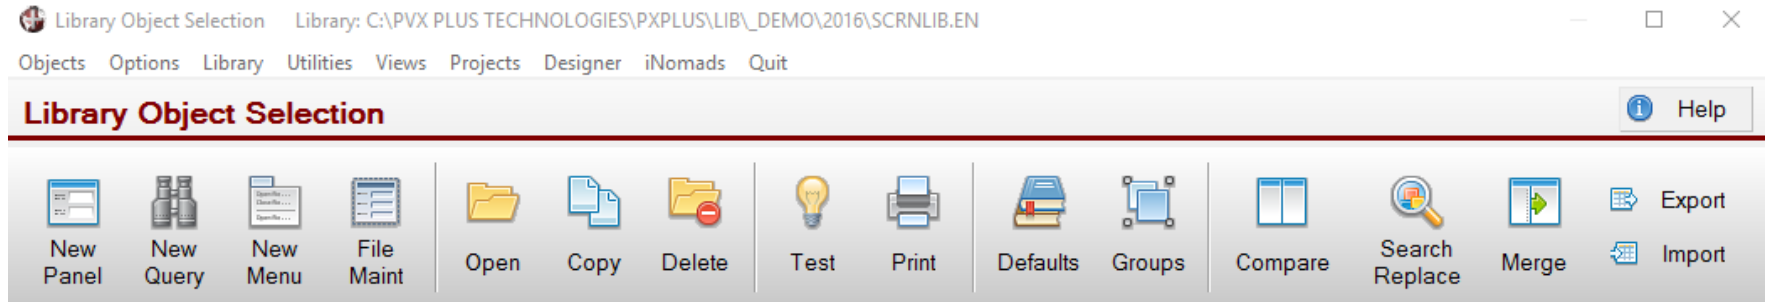 Library Object Selection Library: C:\PVX PLUS TECHNOLOGIES\PXPLUS\LIB\_DEMO\2016\SCRNLIB.EN
Objects Options Library Utilities Views Projects Designer iNomads Quit
Library Object Selection Help
New Panel
New Query
New Menu
File Maint
Open
Copy
Delete
Test
Print
Defaults
Groups
Compare
Search Replace
Merge
Export
Import